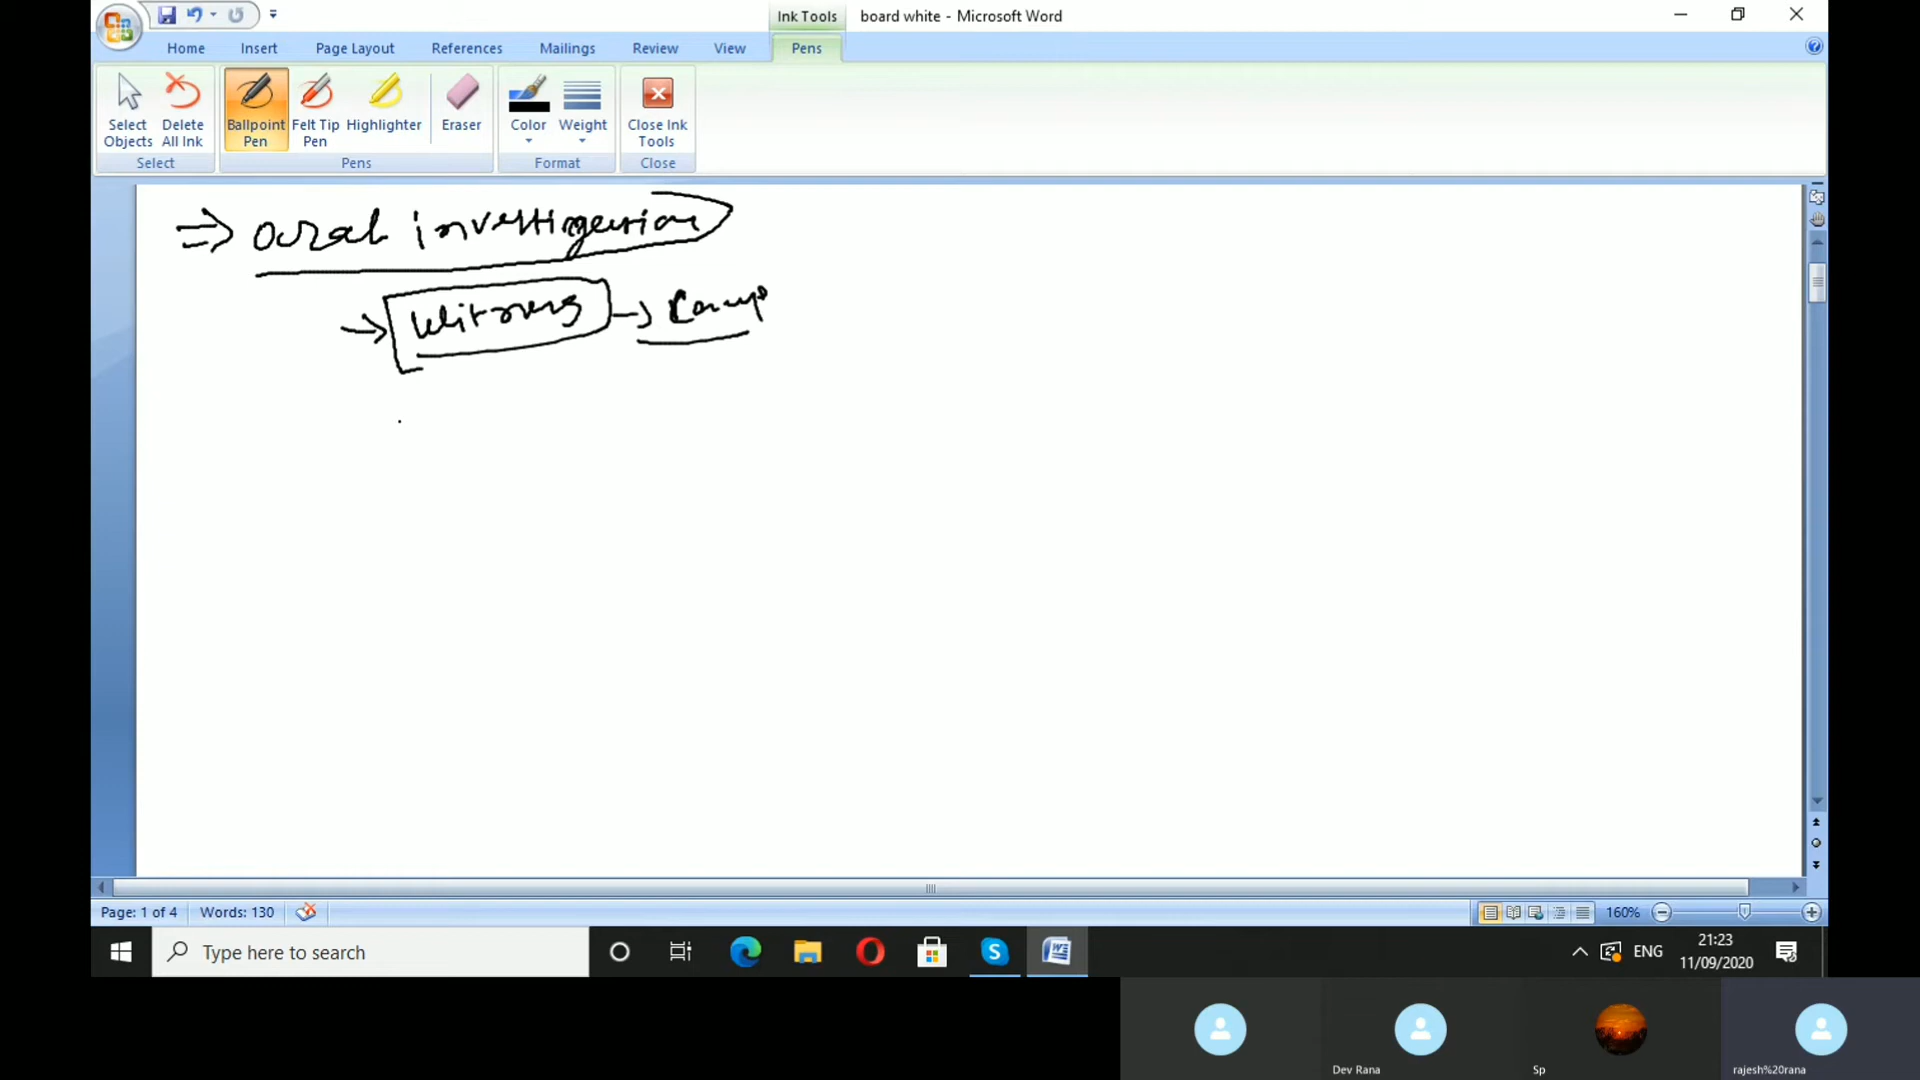 Ink Tools board white - Microsoft Word
Home Insert Page Layout References Mailings Review View Pens
Select Objects Delete All Ink Ballpoint Pen Felt Tip Pen Highlighter Eraser Color Weight Close Ink Tools
Select Pens Format Close
⇒ oral investigation
→ Witness →
Page: 1 of 4 Words: 130 160%
Type here to search ENG 21:23
11/09/2020
Dev Rana Sp rajesh%20rana